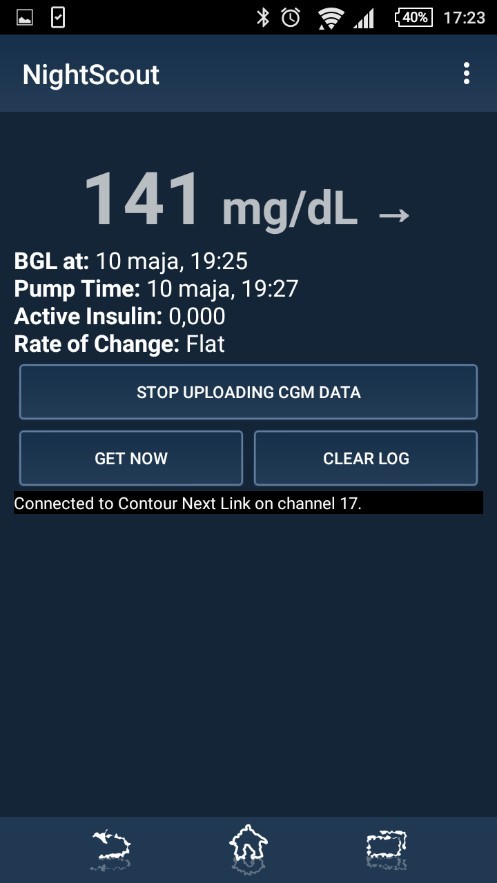 40% 17:23
NightScout
141 mg/dL →
BGL at: 10 maja, 19:25
Pump Time: 10 maja, 19:27
Active Insulin: 0,000
Rate of Change: Flat
STOP UPLOADING CGM DATA
GET NOW CLEAR LOG
Connected to Contour Next Link on channel 17.